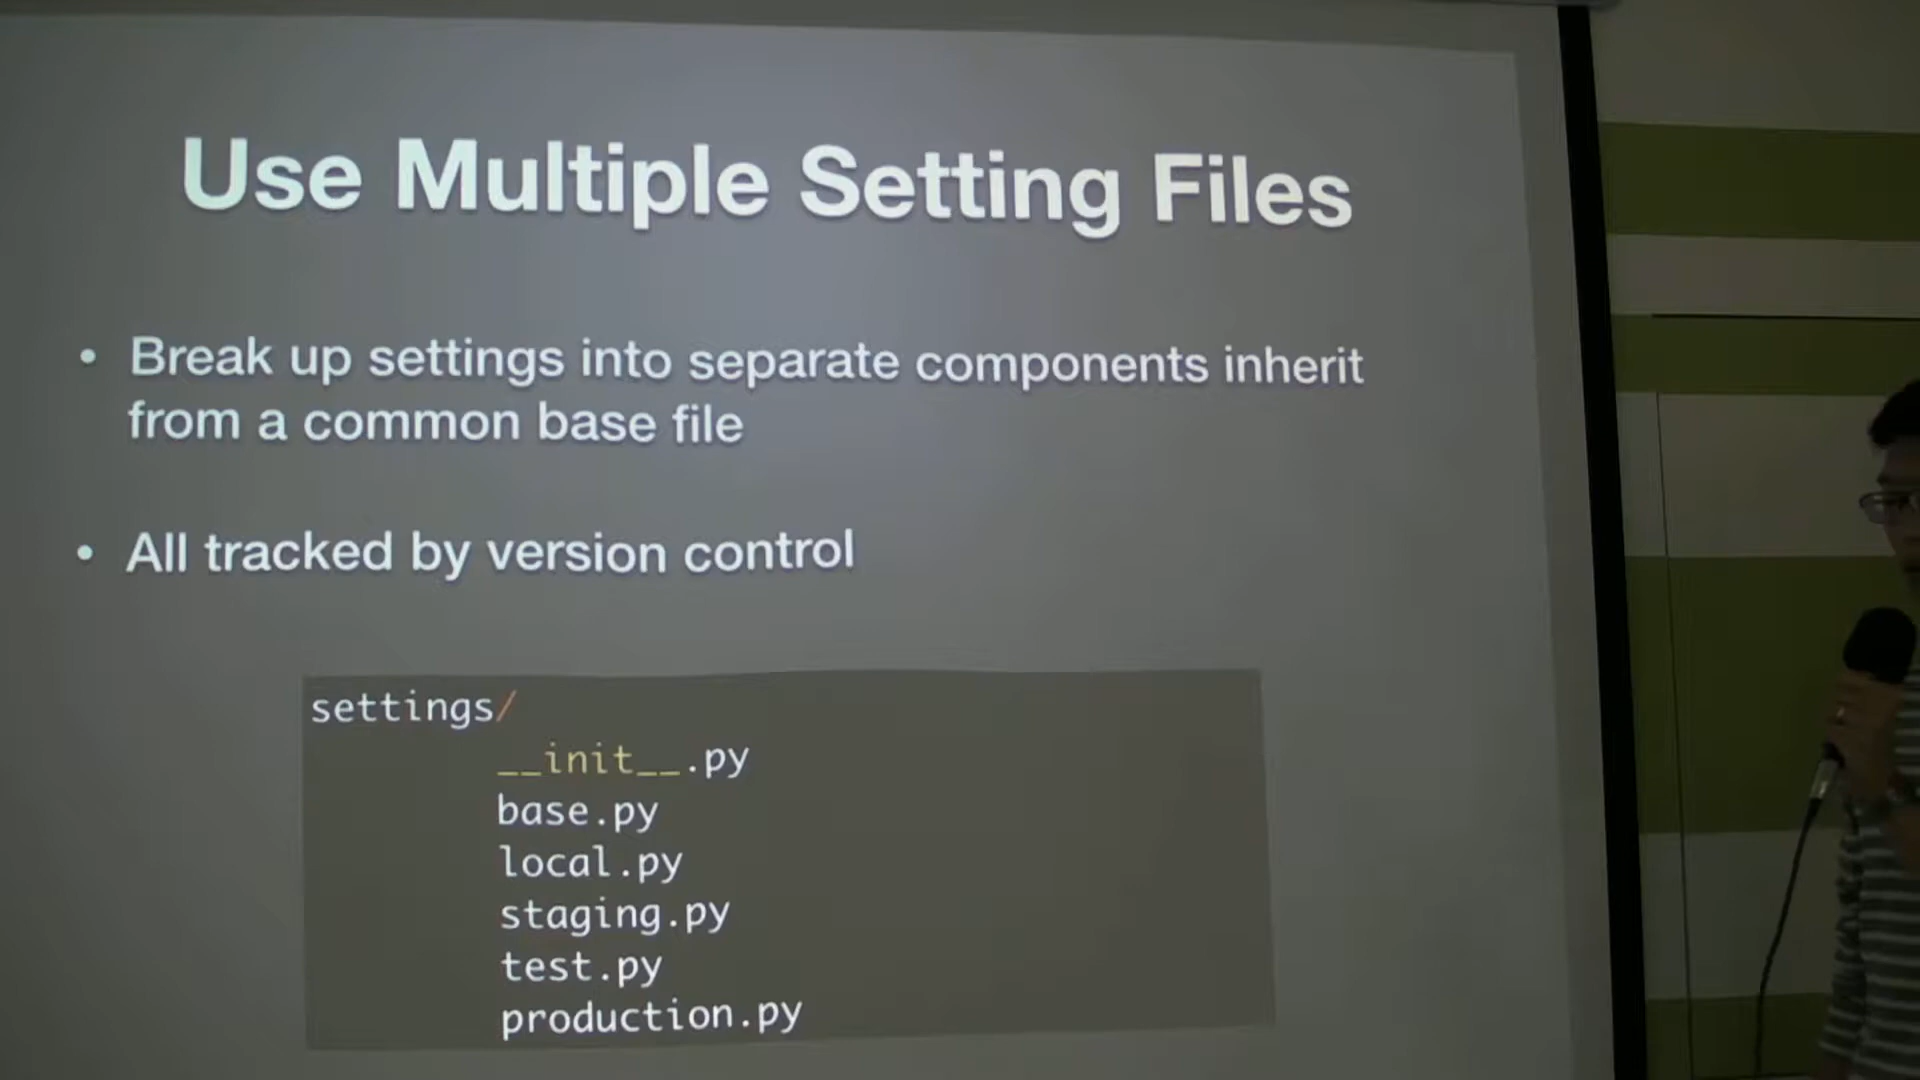 Use Multiple Setting Files
• Break up settings into separate components inherit
from a common base file
• All tracked by version control
settings/
__init__.py
base.py
local.py
staging.py
test.py
production.py